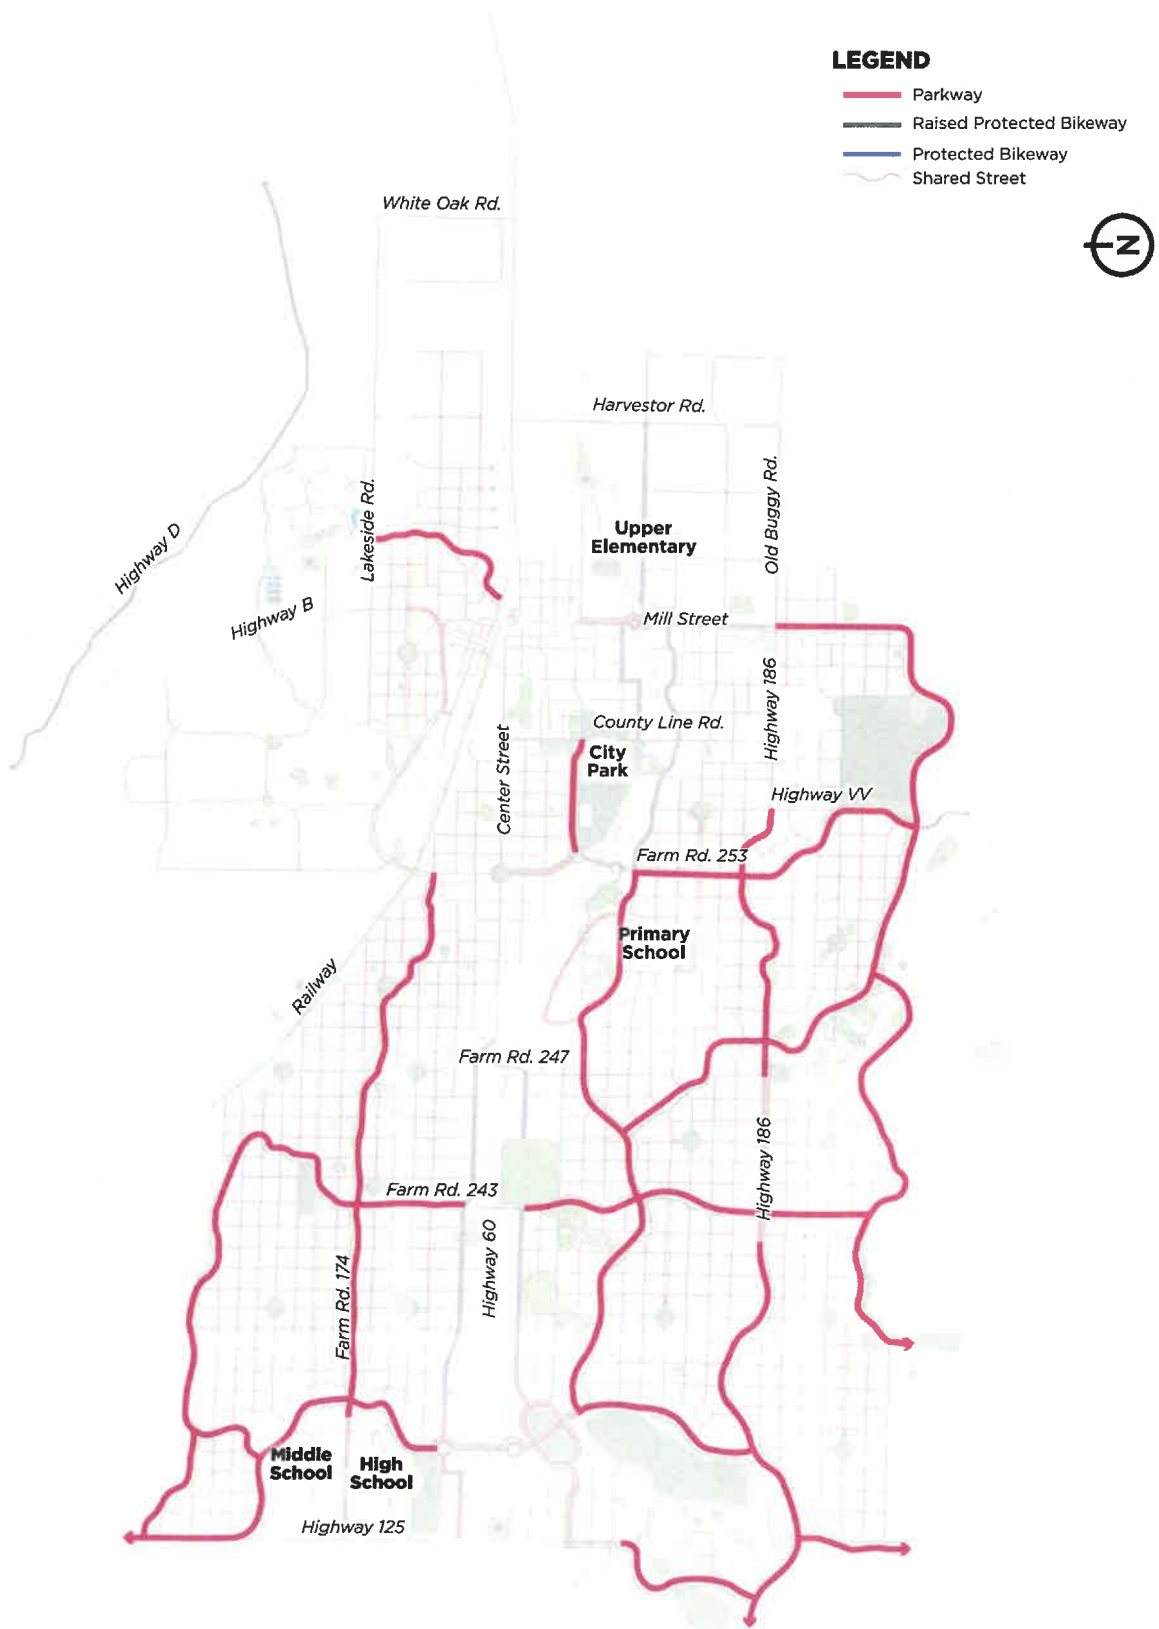 LEGEND
Parkway
Raised Protected Bikeway
Protected Bikeway
Shared Street
N
White Oak Rd.
Harvestor Rd.
Lakeside Rd.
Old Buggy Rd.
Highway D
Upper
Elementary
Highway B
Mill Street
Highway 186
County Line Rd.
Center Street
City
Park
Highway VV
Farm Rd. 253
Primary
School
Railway
Farm Rd. 247
Highway 186
Farm Rd. 243
Highway 60
Farm Rd. 174
Middle
School
High
School
Highway 125